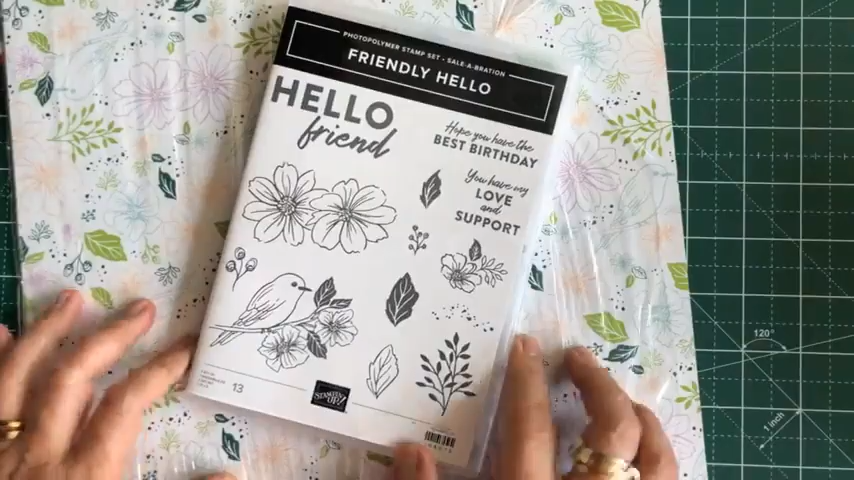 PHOTOPOLYMER STAMP SET • SALE-A-BRATION
FRIENDLY HELLO
HELLO
friend
Hope you have the
BEST BIRTHDAY
You have my
LOVE
and
SUPPORT
13
STAMPIN' UP!
120°
1 inch